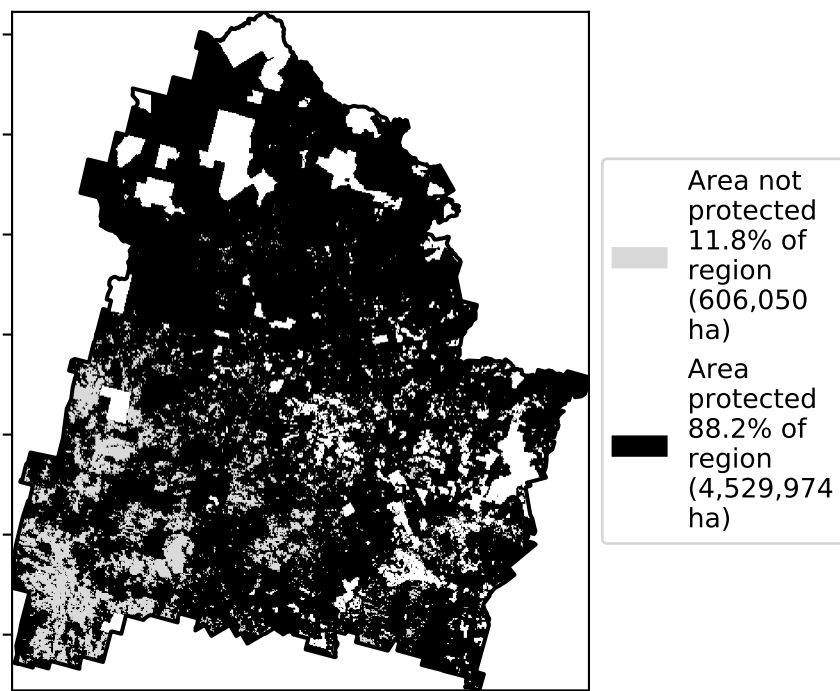 Area not
protected
11.8% of
region
(606,050
ha)
Area
protected
88.2% of
region
(4,529,974
ha)